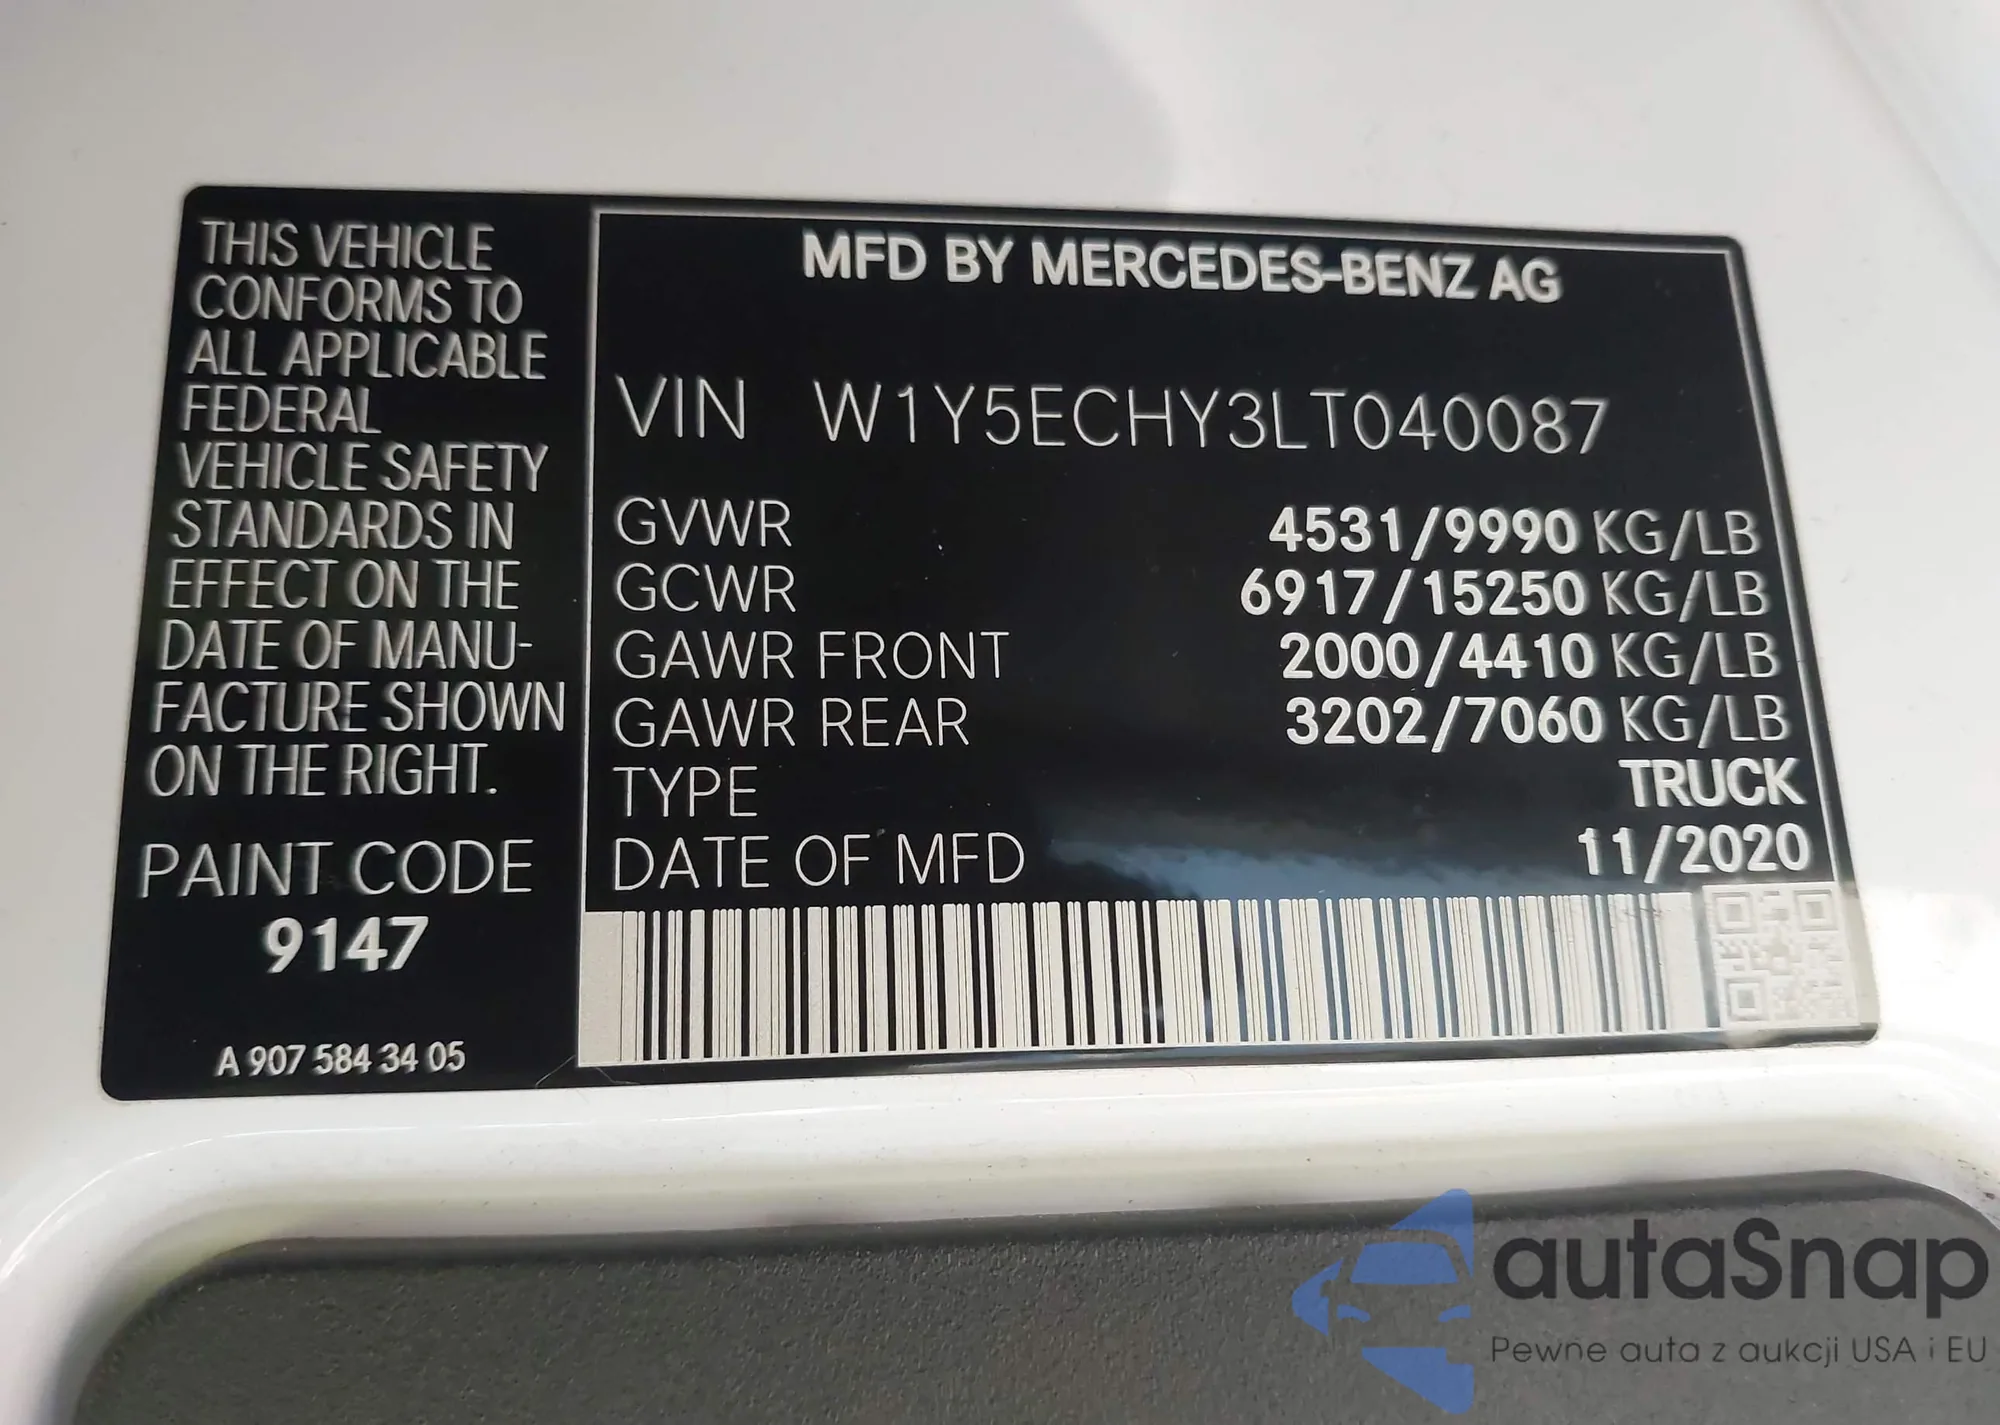 THIS VEHICLE
CONFORMS TO
ALL APPLICABLE
FEDERAL
VEHICLE SAFETY
STANDARDS IN
EFFECT ON THE
DATE OF MANU-
FACTURE SHOWN
ON THE RIGHT.
PAINT CODE
9147
A 907 584 34 05
MFD BY MERCEDES-BENZ AG
VIN W1Y5ECHY3LT040087
GVWR 4531/9990 KG/LB
GCWR 6917/15250 KG/LB
GAWR FRONT 2000/4410 KG/LB
GAWR REAR 3202/7060 KG/LB
TYPE TRUCK
DATE OF MFD 11/2020
autaSnap
Pewne auta z aukcji USA i EU